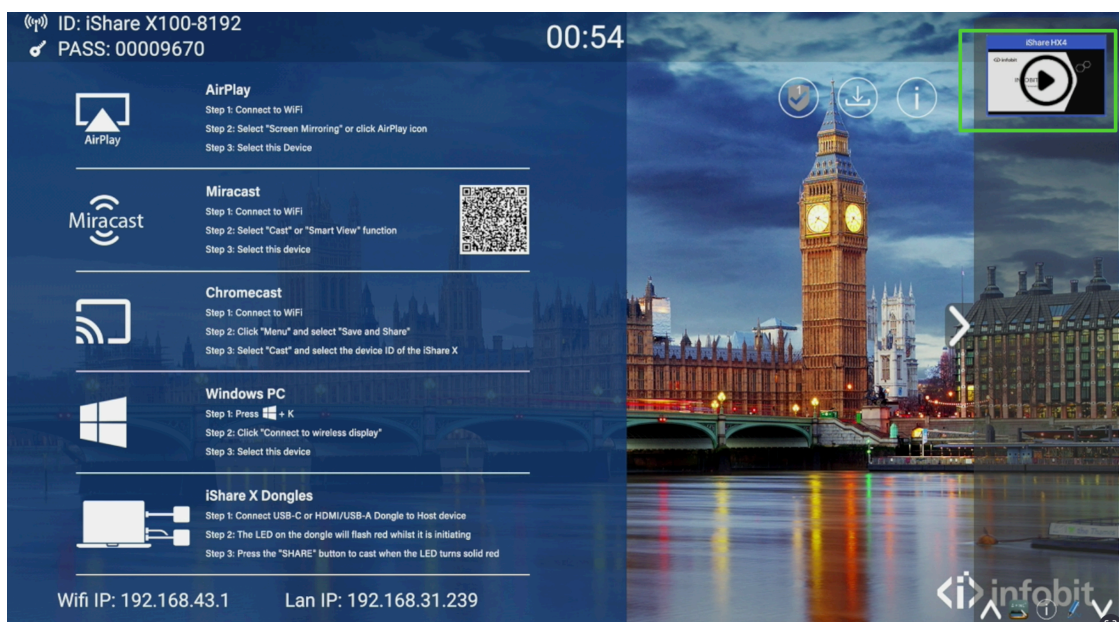 ID: iShare X100-8192
PASS: 00009670
00:54
iShare HX4
AirPlay
AirPlay
Step 1: Connect to WiFi
Step 2: Select "Screen Mirroring" or click AirPlay icon
Step 3: Select this Device
Miracast
Miracast
Step 1: Connect to WiFi
Step 2: Select "Cast" or "Smart View" function
Step 3: Select this device
Chromecast
Step 1: Connect to WiFi
Step 2: Click "Menu" and select "Save and Share"
Step 3: Select "Cast" and select the device ID of the iShare X
Windows PC
Step 1: Press + K
Step 2: Click "Connect to wireless display"
Step 3: Select this device
iShare X Dongles
Step 1: Connect USB-C or HDMI/USB-A Dongle to Host device
Step 2: The LED on the dongle will flash red whilst it is initiating
Step 3: Press the "SHARE" button to cast when the LED turns solid red
Wifi IP: 192.168.43.1
Lan IP: 192.168.31.239
infobit